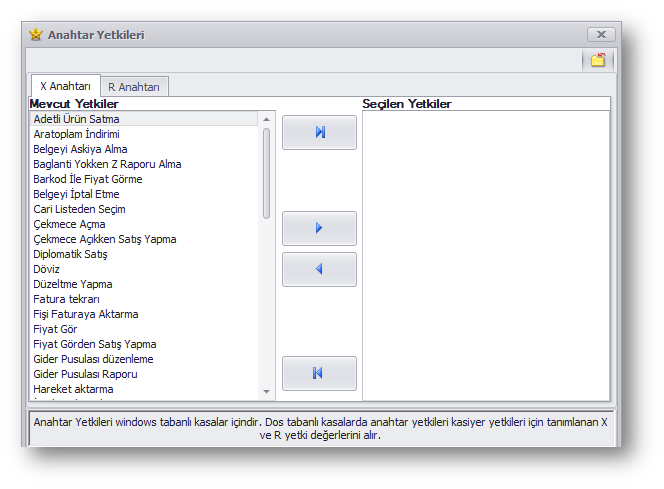 Anahtar Yetkileri
X Anahtarı
R Anahtarı
Mevcut Yetkiler
Seçilen Yetkiler
Adetli Ürün Satma
Aratoplam İndirimi
Belgeyi Askiya Alma
Baglanti Yokken Z Raporu Alma
Barkod İle Fiyat Görme
Belgeyi İptal Etme
Cari Listeden Seçim
Çekmece Açma
Çekmece Açıkken Satış Yapma
Diplomatik Satış
Döviz
Düzeltme Yapma
Fatura tekrarı
Fişi Faturaya Aktarma
Fiyat Gör
Fiyat Görden Satış Yapma
Gider Pusulası düzenleme
Gider Pusulası Raporu
Hareket aktarma
Anahtar Yetkileri windows tabanlı kasalar içindir. Dos tabanlı kasalarda anahtar yetkileri kasiyer yetkileri için tanımlanan X
ve R yetki değerlerini alır.